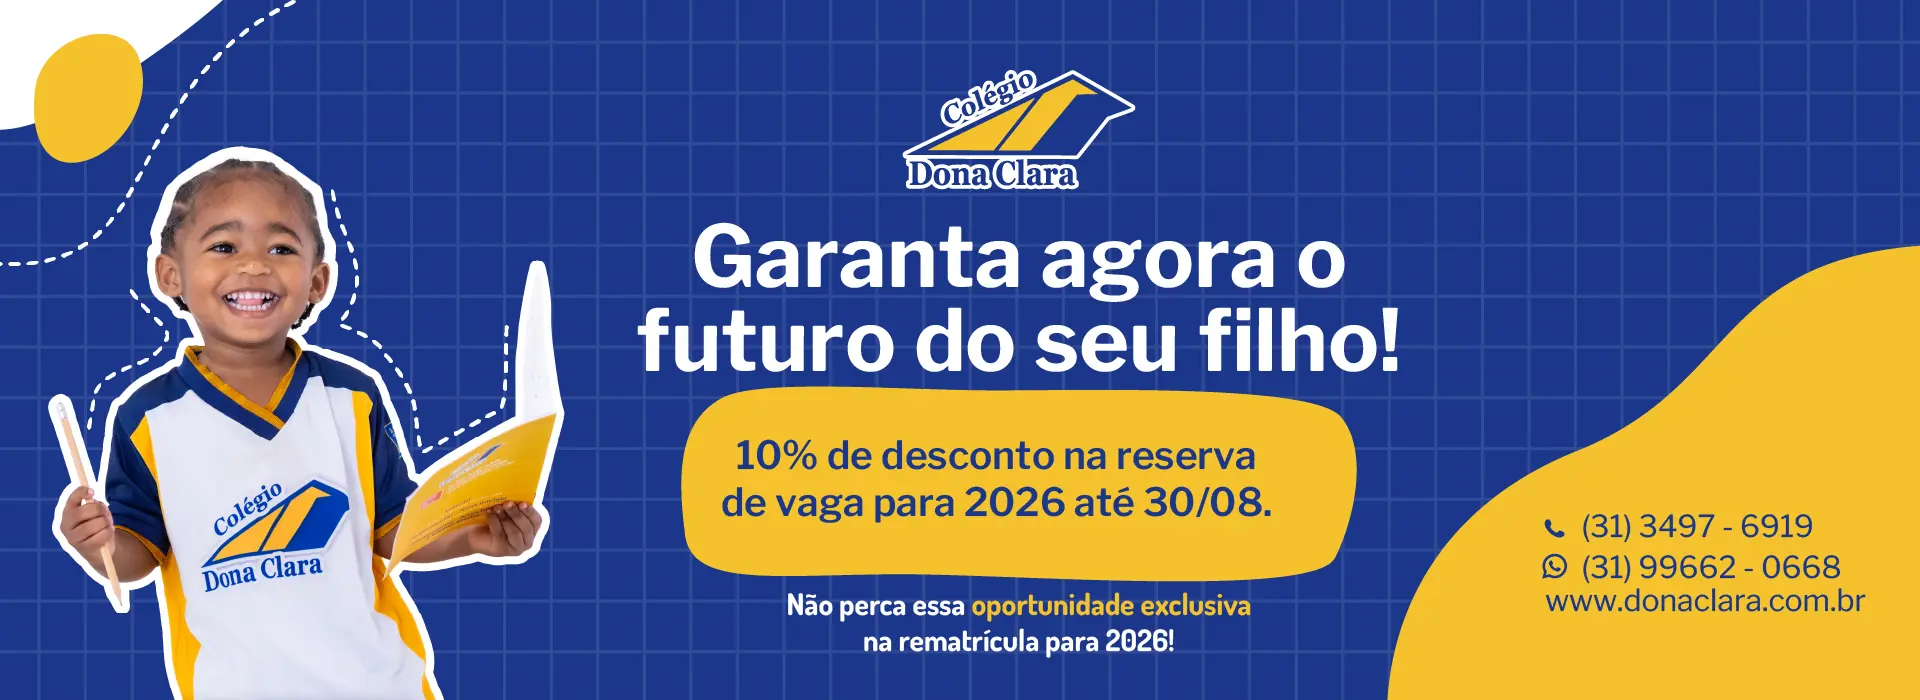 Colégio
Dona Clara
Garanta agora o
futuro do seu filho!
10% de desconto na reserva
de vaga para 2026 até 30/08.
Não perca essa oportunidade exclusiva
na rematrícula para 2026!
(31) 3497 - 6919
(31) 99662 - 0668
www.donaclara.com.br
Colégio
Dona Clara